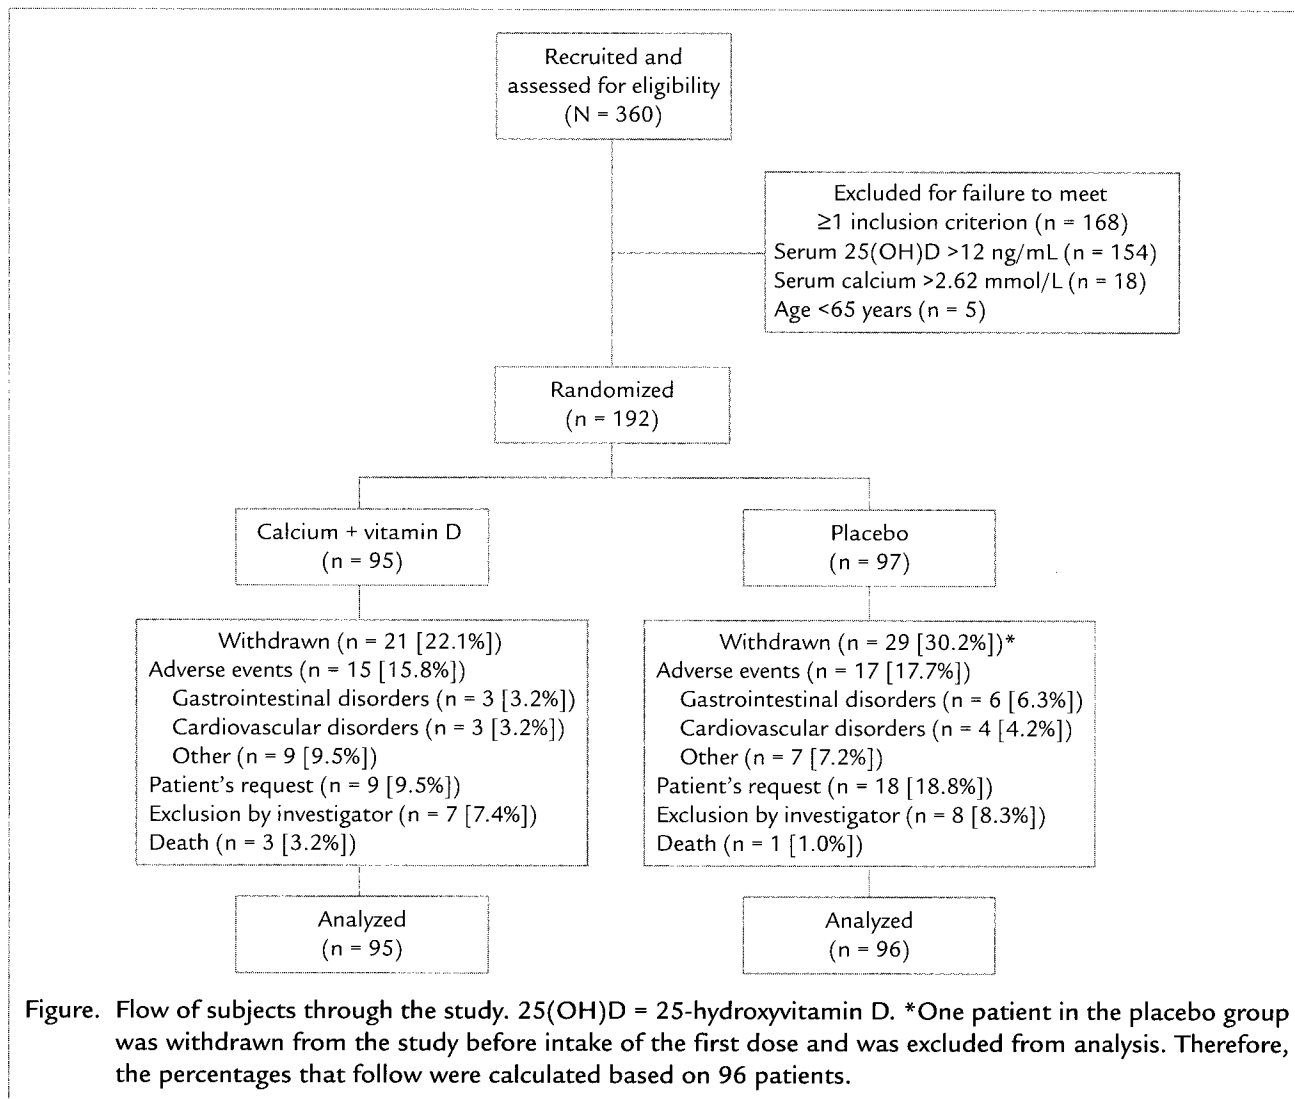 Recruited and
assessed for eligibility
(N = 360)
Excluded for failure to meet
≥1 inclusion criterion (n = 168)
Serum 25(OH)D >12 ng/mL (n = 154)
Serum calcium >2.62 mmol/L (n = 18)
Age <65 years (n = 5)
Randomized
(n = 192)
Calcium + vitamin D
(n = 95)
Placebo
(n = 97)
Withdrawn (n = 21 [22.1%])
Adverse events (n = 15 [15.8%])
Gastrointestinal disorders (n = 3 [3.2%])
Cardiovascular disorders (n = 3 [3.2%])
Other (n = 9 [9.5%])
Patient's request (n = 9 [9.5%])
Exclusion by investigator (n = 7 [7.4%])
Death (n = 3 [3.2%])
Withdrawn (n = 29 [30.2%])*
Adverse events (n = 17 [17.7%])
Gastrointestinal disorders (n = 6 [6.3%])
Cardiovascular disorders (n = 4 [4.2%])
Other (n = 7 [7.2%])
Patient's request (n = 18 [18.8%])
Exclusion by investigator (n = 8 [8.3%])
Death (n = 1 [1.0%])
Analyzed
(n = 95)
Analyzed
(n = 96)
Figure. Flow of subjects through the study. 25(OH)D = 25-hydroxyvitamin D. *One patient in the placebo group
was withdrawn from the study before intake of the first dose and was excluded from analysis. Therefore,
the percentages that follow were calculated based on 96 patients.